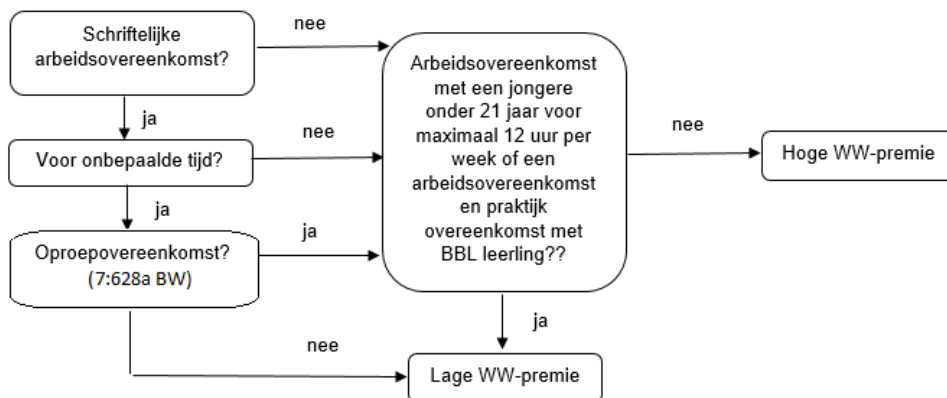 Schriftelijke
arbeidsovereenkomst?
nee
ja
Voor onbepaalde tijd?
nee
ja
Oproepovereenkomst?
(7:628a BW)
ja
nee
Arbeidsovereenkomst
met een jongere
onder 21 jaar voor
maximaal 12 uur per
week of een
arbeidsovereenkomst
en praktijk
overeenkomst met
BBL leerling??
nee
Hoge WW-premie
ja
Lage WW-premie